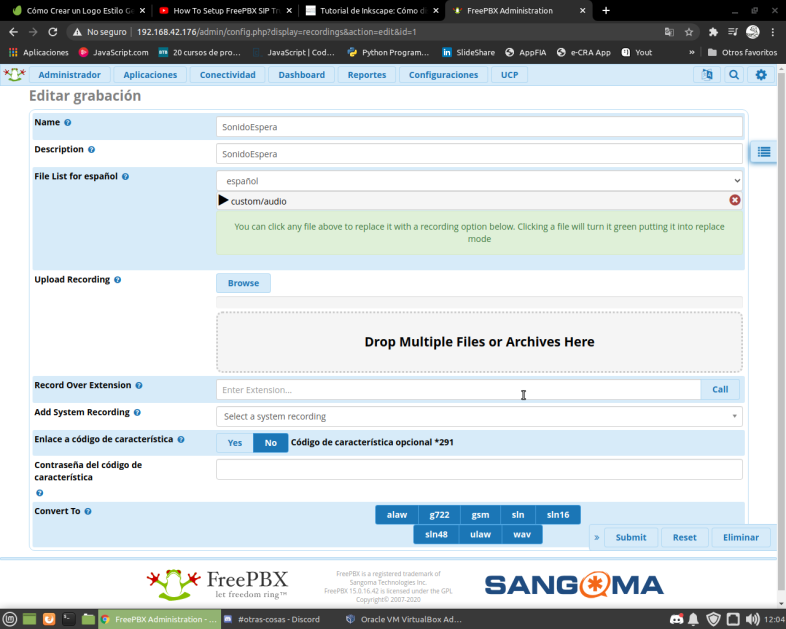 Cómo Crear un Logo Estilo G
How To Setup FreePBX SIP Tr
Tutorial de Inkscape: Cómo d
FreePBX Administration
No seguro | 192.168.42.176/admin/config.php?display=recordings&action=edit&id=1
Aplicaciones JavaScript.com 20 cursos de pro... JavaScript | Cod... Python Program... SlideShare AppFIA e-CRA App Yout » Otros favoritos
Administrador Aplicaciones Conectividad Dashboard Reportes Configuraciones UCP
Editar grabación
Name
SonidoEspera
Description
SonidoEspera
File List for español
español
custom/audio
You can click any file above to replace it with a recording option below. Clicking a file will turn it green putting it into replace
mode
Upload Recording
Browse
Drop Multiple Files or Archives Here
Record Over Extension
Enter Extension...
Call
Add System Recording
Select a system recording
Enlace a código de característica
Yes No Código de característica opcional *291
Contraseña del código de
característica
Convert To
alaw g722 gsm sln sln16
sln48 ulaw wav
» Submit Reset Eliminar
FreePBX
let freedom ring™
FreePBX is a registered trademark of
Sangoma Technologies Inc.
FreePBX 15.0.16.42 is licensed under the GPL
Copyright© 2007-2020
SANGOMA
FreePBX Administration - ... #otras-cosas - Discord Oracle VM VirtualBox Ad... 12:04